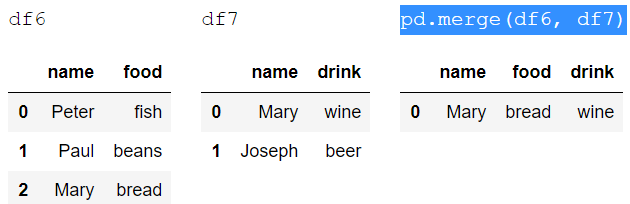 df6 df7 pd.merge(df6, df7)
name food name drink name food drink
0 Peter fish 0 Mary wine 0 Mary bread wine
1 Paul beans 1 Joseph beer
2 Mary bread